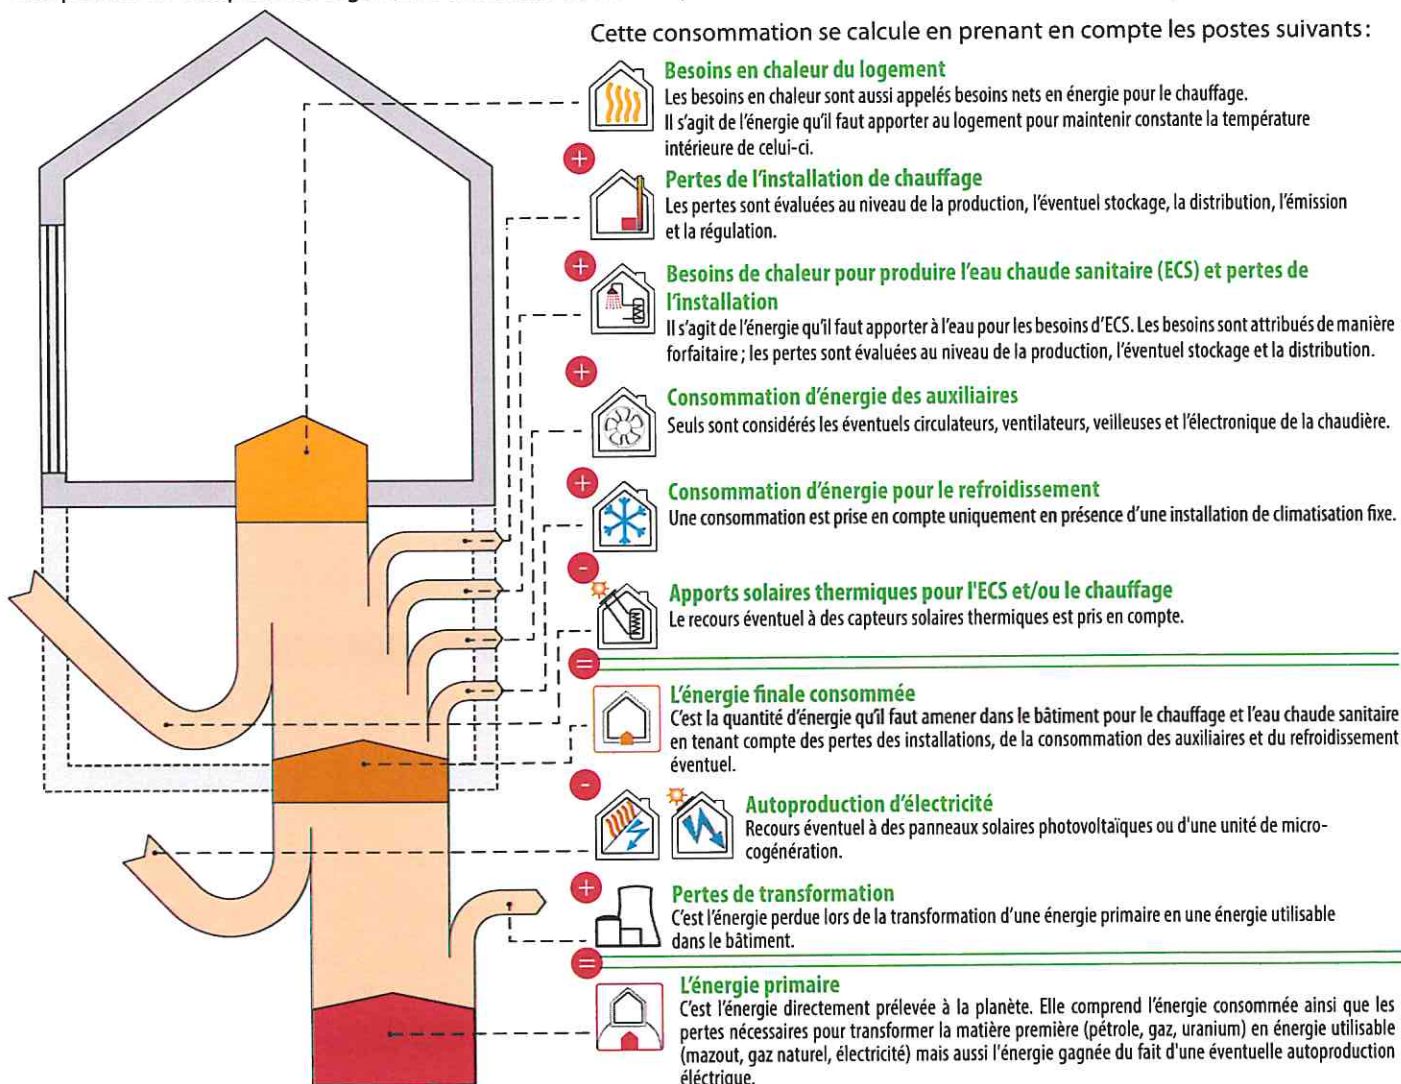 Cette consommation se calcule en prenant en compte les postes suivants :
Besoins en chaleur du logement
Les besoins en chaleur sont aussi appelés besoins nets en énergie pour le chauffage.
Il s'agit de l'énergie qu'il faut apporter au logement pour maintenir constante la température
intérieure de celui-ci.
+
Pertes de l'installation de chauffage
Les pertes sont évaluées au niveau de la production, l'éventuel stockage, la distribution, l'émission
et la régulation.
+
Besoins de chaleur pour produire l'eau chaude sanitaire (ECS) et pertes de
l'installation
Il s'agit de l'énergie qu'il faut apporter à l'eau pour les besoins d'ECS. Les besoins sont attribués de manière
forfaitaire ; les pertes sont évaluées au niveau de la production, l'éventuel stockage et la distribution.
+
Consommation d'énergie des auxiliaires
Seuls sont considérés les éventuels circulateurs, ventilateurs, veilleuses et l'électronique de la chaudière.
+
Consommation d'énergie pour le refroidissement
Une consommation est prise en compte uniquement en présence d'une installation de climatisation fixe.
-
Apports solaires thermiques pour l'ECS et/ou le chauffage
Le recours éventuel à des capteurs solaires thermiques est pris en compte.
=
L'énergie finale consommée
C'est la quantité d'énergie qu'il faut amener dans le bâtiment pour le chauffage et l'eau chaude sanitaire
en tenant compte des pertes des installations, de la consommation des auxiliaires et du refroidissement
éventuel.
-
Autoproduction d'électricité
Recours éventuel à des panneaux solaires photovoltaïques ou d'une unité de micro-
cogénération.
+
Pertes de transformation
C'est l'énergie perdue lors de la transformation d'une énergie primaire en une énergie utilisable
dans le bâtiment.
=
L'énergie primaire
C'est l'énergie directement prélevée à la planète. Elle comprend l'énergie consommée ainsi que les
pertes nécessaires pour transformer la matière première (pétrole, gaz, uranium) en énergie utilisable
(mazout, gaz naturel, électricité) mais aussi l'énergie gagnée du fait d'une éventuelle autoproduction
éléctrique.